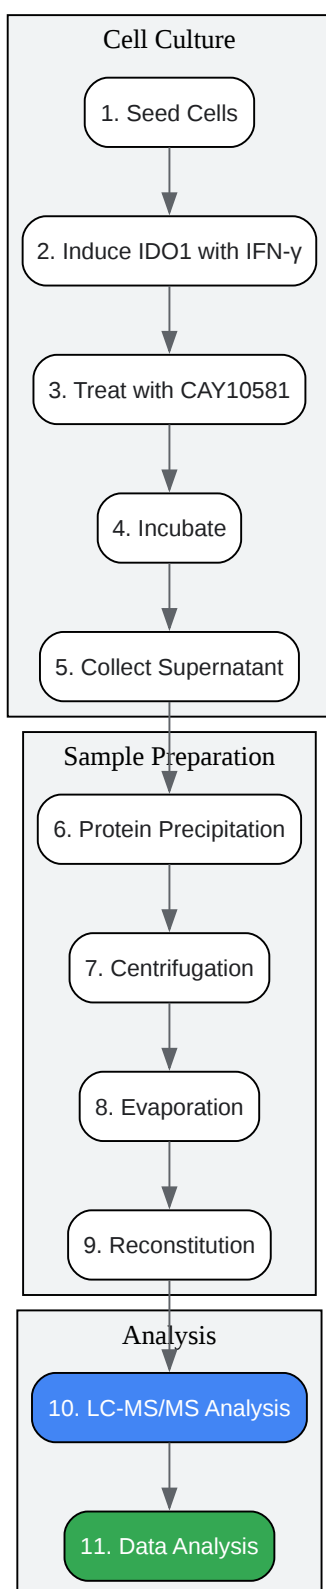 Cell Culture
1. Seed Cells
2. Induce IDO1 with IFN-γ
3. Treat with CAY10581
4. Incubate
5. Collect Supernatant
Sample Preparation
6. Protein Precipitation
7. Centrifugation
8. Evaporation
9. Reconstitution
Analysis
10. LC-MS/MS Analysis
11. Data Analysis